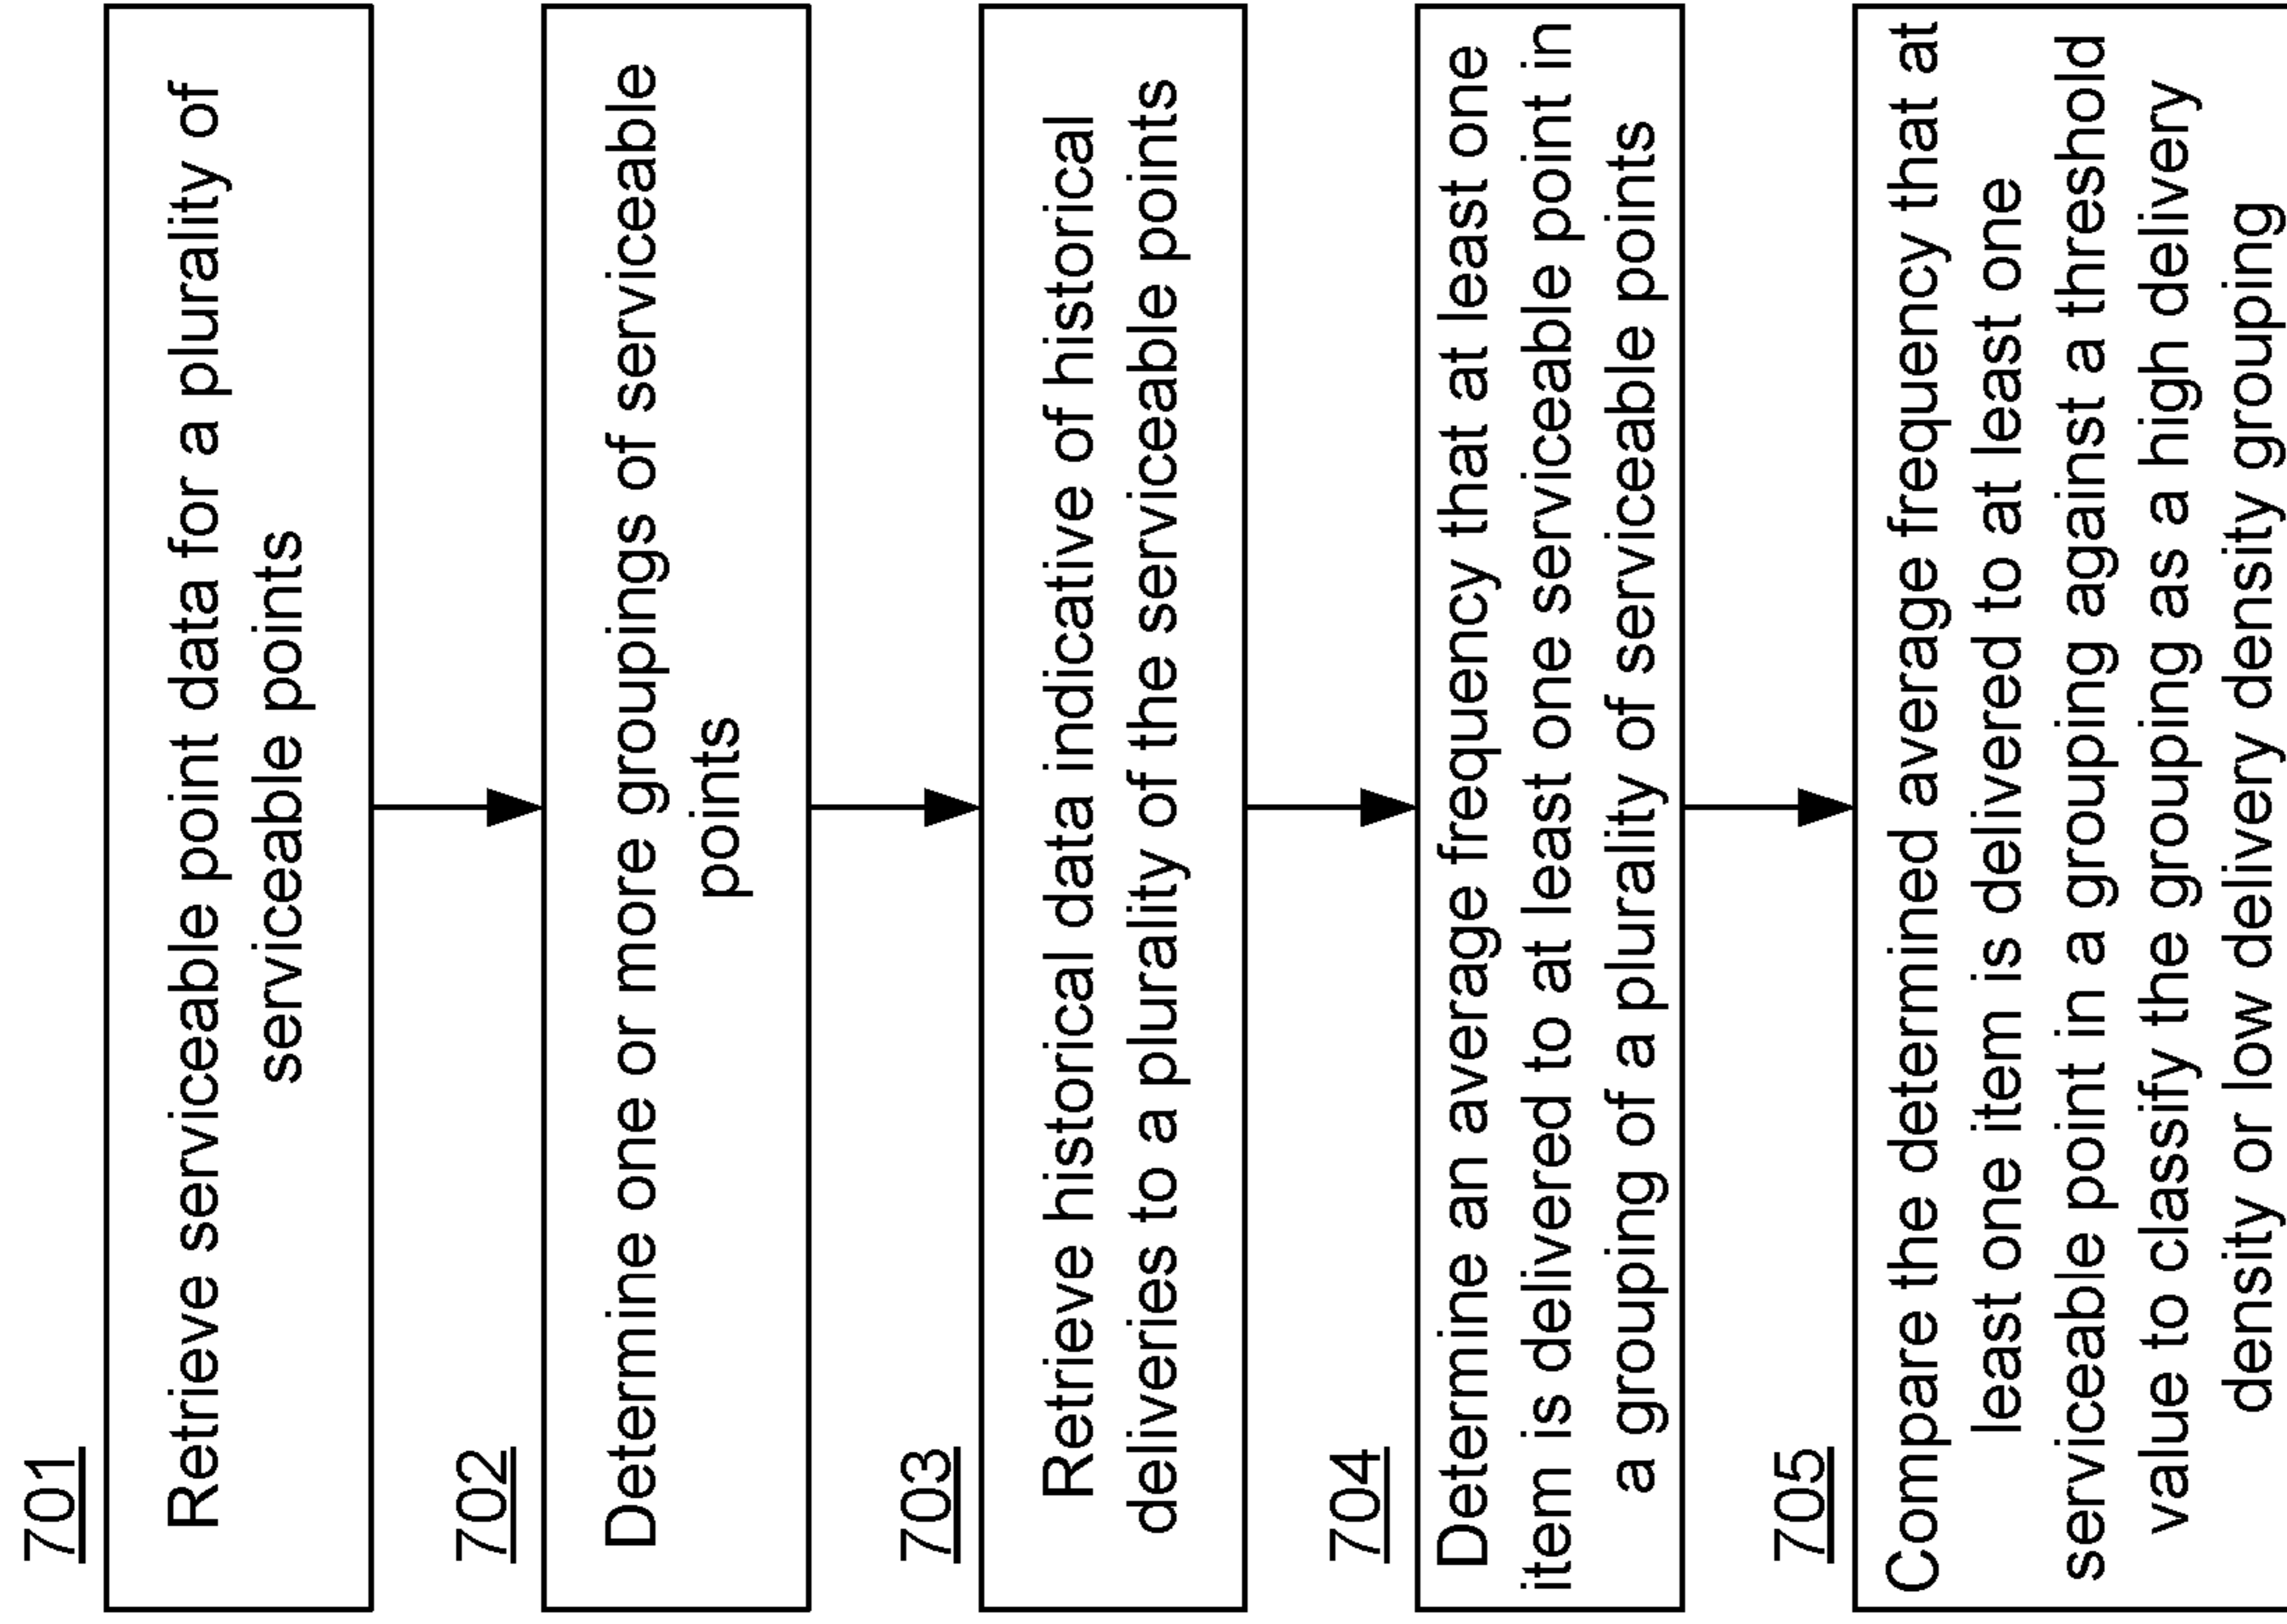 701
Retrieve serviceable point data for a plurality of
serviceable points
702
Determine one or more groupings of serviceable
points
703
Retrieve historical data indicative of historical
deliveries to a plurality of the serviceable points
704
Determine an average frequency that at least one
item is delivered to at least one serviceable point in
a grouping of a plurality of serviceable points
705
Compare the determined average frequency that at
least one item is delivered to at least one
serviceable point in a grouping against a threshold
value to classify the grouping as a high delivery
density or low delivery density grouping